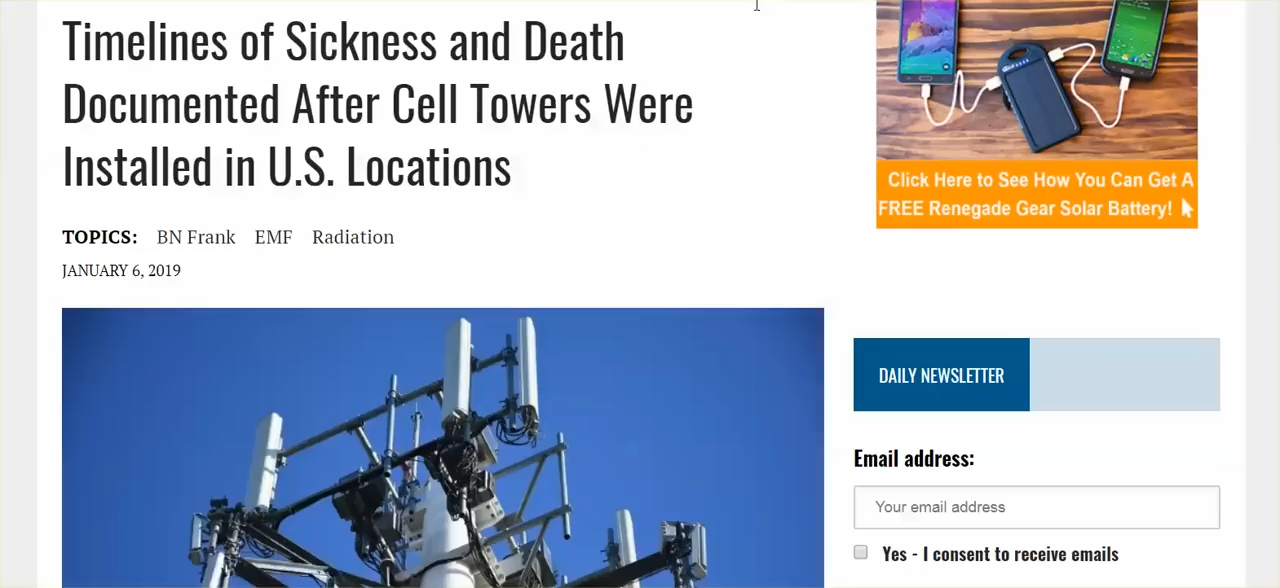 Timelines of Sickness and Death
Documented After Cell Towers Were
Installed in U.S. Locations
TOPICS: BN Frank EMF Radiation
JANUARY 6, 2019
Click Here to See How You Can Get A
FREE Renegade Gear Solar Battery!
DAILY NEWSLETTER
Email address:
Your email address
Yes - I consent to receive emails